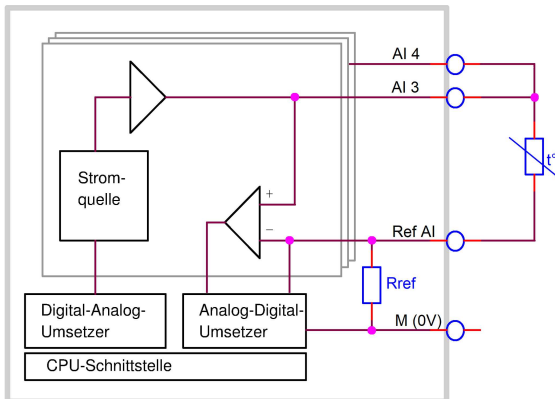 AI 4
AI 3
Strom-
quelle
+
−
t°
Ref AI
Rref
Digital-Analog-
Umsetzer
Analog-Digital-
Umsetzer
M (0V)
CPU-Schnittstelle